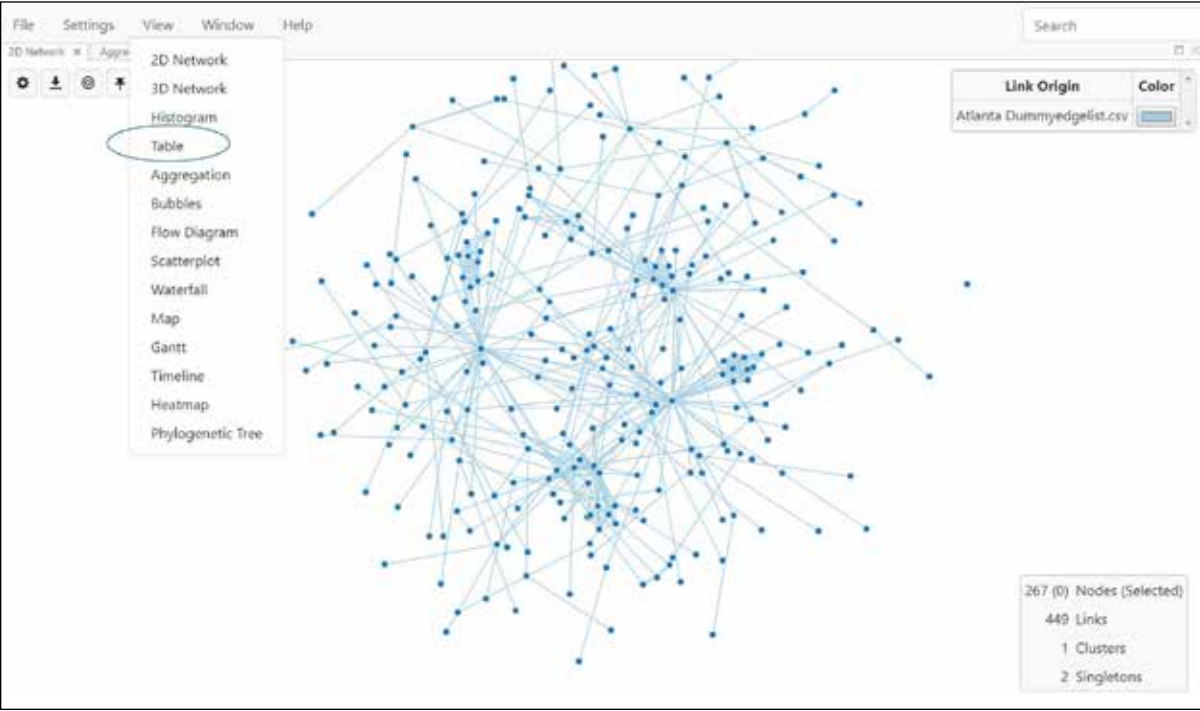 File Settings View Window Help
Search
2D Network × Aggre
2D Network
3D Network
Histogram
Table
Aggregation
Bubbles
Flow Diagram
Scatterplot
Waterfall
Map
Gantt
Timeline
Heatmap
Phylogenetic Tree
Link Origin Color
Atlanta Dummyedgelist.csv
267 (0) Nodes (Selected)
449 Links
1 Clusters
2 Singletons